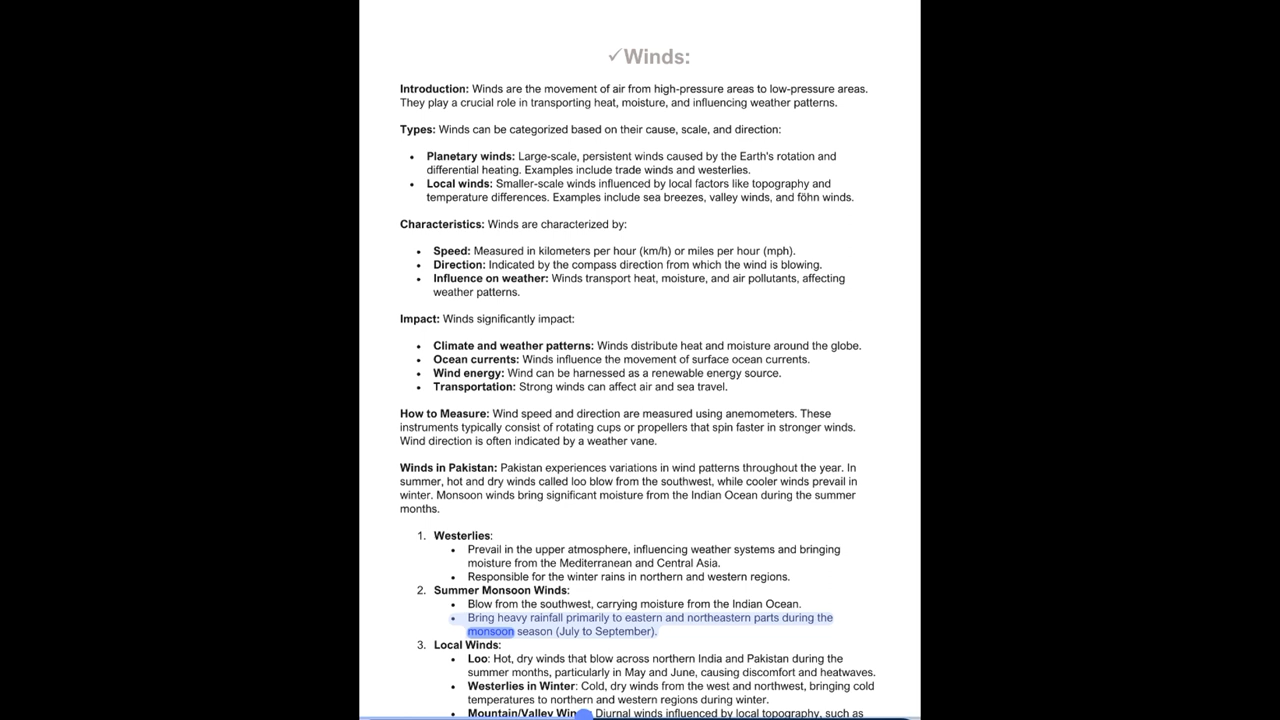 ✓Winds:
Introduction: Winds are the movement of air from high-pressure areas to low-pressure areas.
They play a crucial role in transporting heat, moisture, and influencing weather patterns.
Types: Winds can be categorized based on their cause, scale, and direction:
• Planetary winds: Large-scale, persistent winds caused by the Earth's rotation and
differential heating. Examples include trade winds and westerlies.
• Local winds: Smaller-scale winds influenced by local factors like topography and
temperature differences. Examples include sea breezes, valley winds, and föhn winds.
Characteristics: Winds are characterized by:
• Speed: Measured in kilometers per hour (km/h) or miles per hour (mph).
• Direction: Indicated by the compass direction from which the wind is blowing.
• Influence on weather: Winds transport heat, moisture, and air pollutants, affecting
weather patterns.
Impact: Winds significantly impact:
• Climate and weather patterns: Winds distribute heat and moisture around the globe.
• Ocean currents: Winds influence the movement of surface ocean currents.
• Wind energy: Wind can be harnessed as a renewable energy source.
• Transportation: Strong winds can affect air and sea travel.
How to Measure: Wind speed and direction are measured using anemometers. These
instruments typically consist of rotating cups or propellers that spin faster in stronger winds.
Wind direction is often indicated by a weather vane.
Winds in Pakistan: Pakistan experiences variations in wind patterns throughout the year. In
summer, hot and dry winds called loo blow from the southwest, while cooler winds prevail in
winter. Monsoon winds bring significant moisture from the Indian Ocean during the summer
months.
1. Westerlies:
• Prevail in the upper atmosphere, influencing weather systems and bringing
moisture from the Mediterranean and Central Asia.
• Responsible for the winter rains in northern and western regions.
2. Summer Monsoon Winds:
• Blow from the southwest, carrying moisture from the Indian Ocean.
• Bring heavy rainfall primarily to eastern and northeastern parts during the
monsoon season (July to September).
3. Local Winds:
• Loo: Hot, dry winds that blow across northern India and Pakistan during the
summer months, particularly in May and June, causing discomfort and heatwaves.
• Westerlies in Winter: Cold, dry winds from the west and northwest, bringing cold
temperatures to northern and western regions during winter.
• Mountain/Valley Diurnal winds influenced by local topography, such as